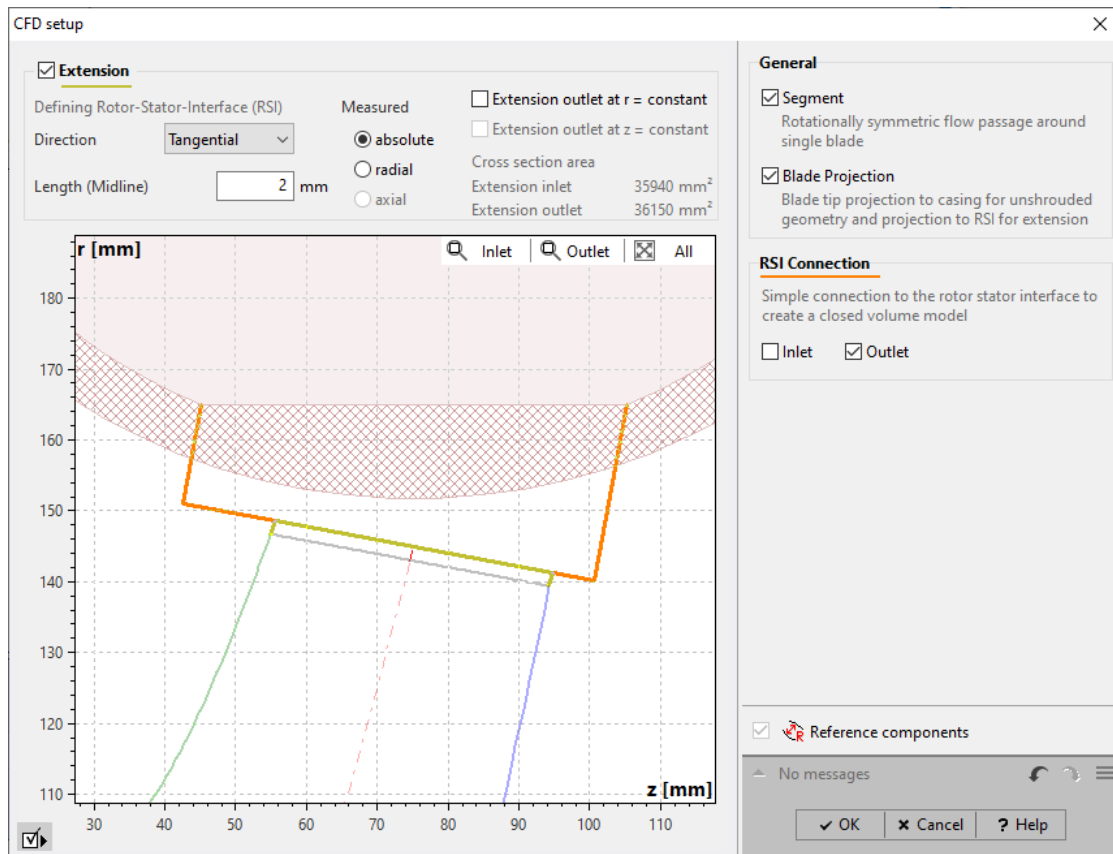 CFD setup
Extension
Defining Rotor-Stator-Interface (RSI)
Direction
Tangential
Length (Midline)
2 mm
Measured
absolute
radial
axial
Extension outlet at r = constant
Extension outlet at z = constant
Cross section area
Extension inlet 35940 mm²
Extension outlet 36150 mm²
r [mm]
Inlet
Outlet
All
180
170
160
150
140
130
120
110
z [mm]
30 40 50 60 70 80 90 100 110
General
Segment
Rotationally symmetric flow passage around
single blade
Blade Projection
Blade tip projection to casing for unshrouded
geometry and projection to RSI for extension
RSI Connection
Simple connection to the rotor stator interface to
create a closed volume model
Inlet
Outlet
R
Reference components
No messages
OK
Cancel
? Help